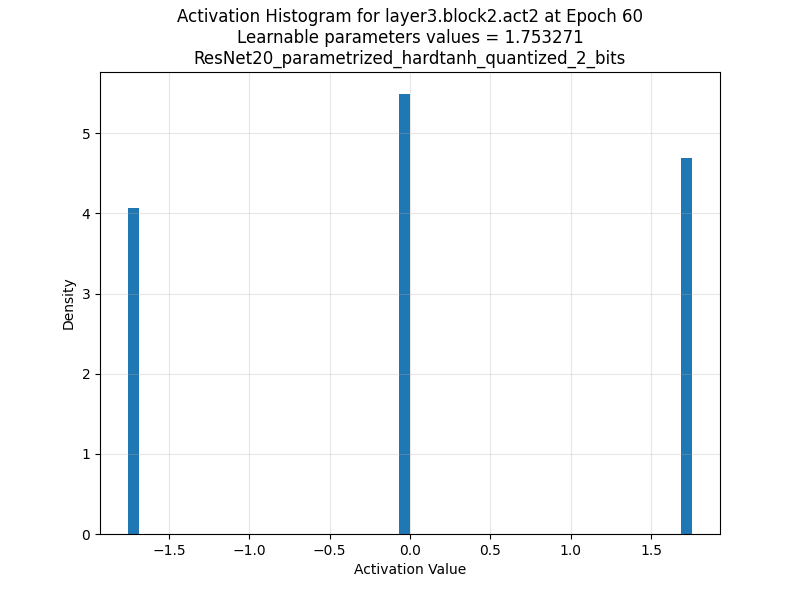 Activation Histogram for layer3.block2.act2 at Epoch 60
Learnable parameters values = 1.753271
ResNet20_parametrized_hardtanh_quantized_2_bits
5
4
3
2
1
0
Density
−1.5 −1.0 −0.5 0.0 0.5 1.0 1.5
Activation Value